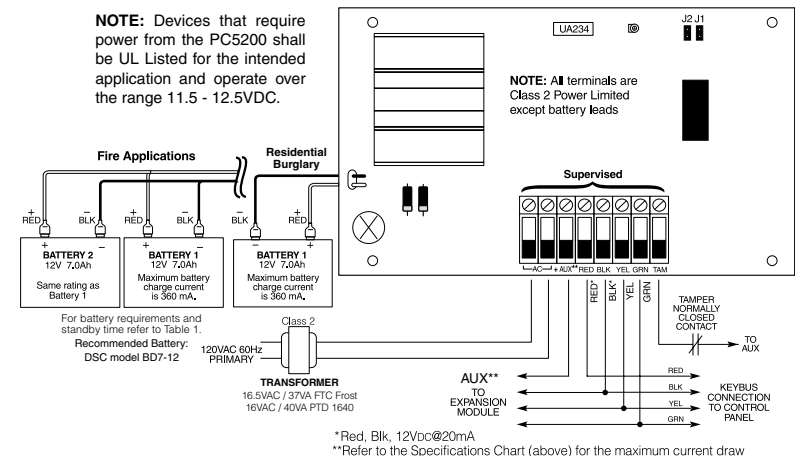 NOTE: Devices that require
power from the PC5200 shall
be UL Listed for the intended
application and operate over
the range 11.5 - 12.5VDC.
UA234
J2 J1
NOTE: All terminals are
Class 2 Power Limited
except battery leads
Fire Applications
Residential
Burglary
Supervised
+ RED
− BLK
+ RED
− BLK
− BLK
+ RED
+ −
BATTERY 2
12V 7.0Ah
Same rating as
Battery 1
+ −
BATTERY 1
12V 7.0Ah
Maximum battery
charge current
is 360 mA.
− +
BATTERY 1
12V 7.0Ah
Maximum battery
charge current
is 360 mA.
AC + AUX** RED BLK YEL GRN TAM
RED*
BLK*
YEL
GRN
For battery requirements and
standby time refer to Table 1.
Recommended Battery:
DSC model BD7-12
Class 2
120VAC 60Hz
PRIMARY
TRANSFORMER
16.5VAC / 37VA FTC Frost
16VAC / 40VA PTD 1640
TAMPER
NORMALLY
CLOSED
CONTACT
TO
AUX
AUX**
TO
EXPANSION
MODULE
RED
BLK
YEL
GRN
KEYBUS
CONNECTION
TO CONTROL
PANEL
*Red, Blk, 12VDC@20mA
**Refer to the Specifications Chart (above) for the maximum current draw